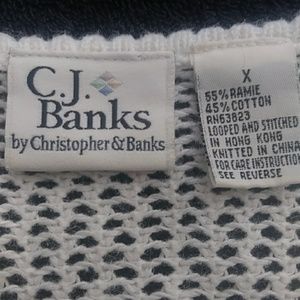 C.J.
Banks
by Christopher & Banks
X
55% RAMIE
45% COTTON
RN63823
LOOPED AND STITCHED
IN HONG KONG
KNITTED IN CHINA
FOR CARE INSTRUCTION
SEE REVERSE